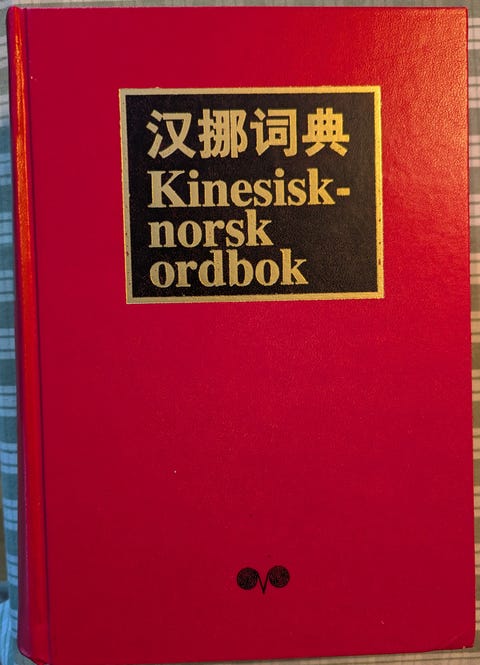 汉挪词典
Kinesisk-
norsk
ordbok